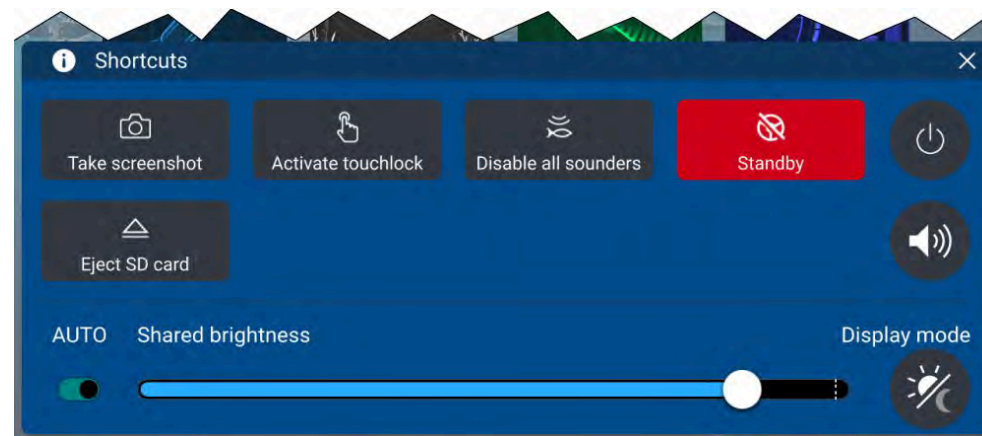 Shortcuts
Take screenshot
Activate touchlock
Disable all sounders
Standby
Eject SD card
AUTO
Shared brightness
Display mode